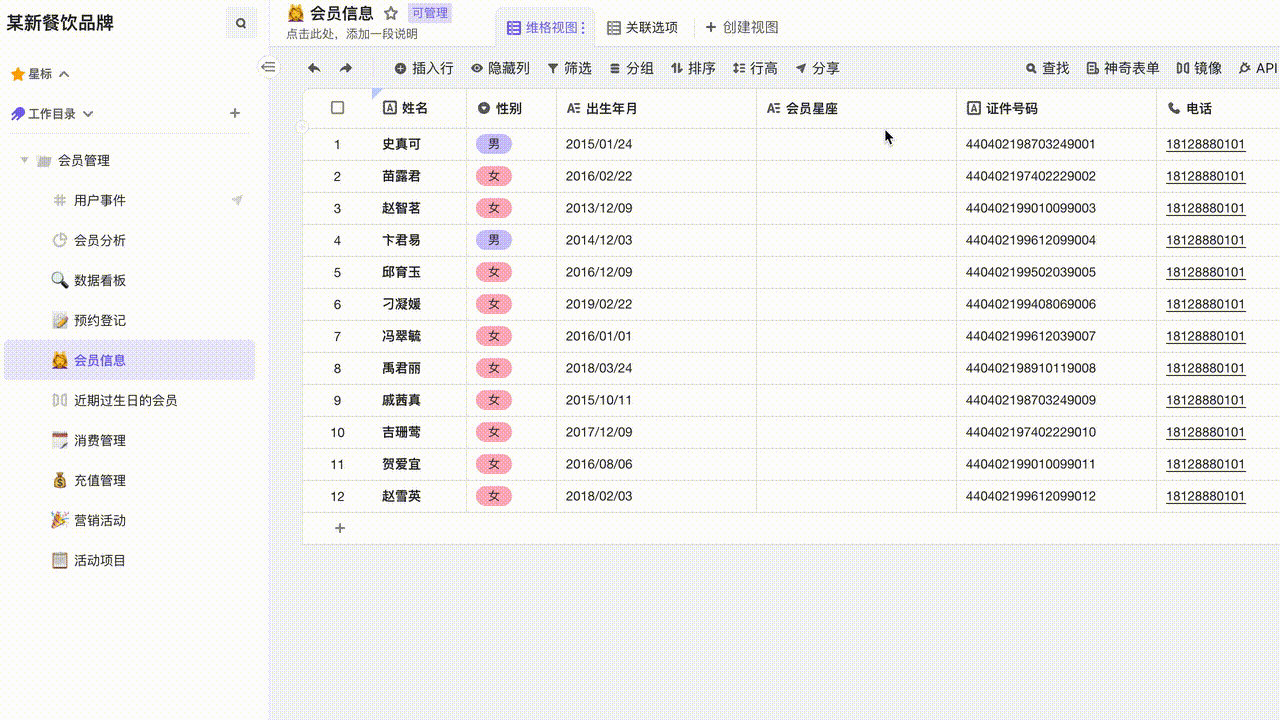 某新餐饮品牌
星标
工作目录
会员管理
用户事件
会员分析
数据看板
预约登记
会员信息
近期过生日的会员
消费管理
充值管理
营销活动
活动项目
会员信息 可管理
点击此处，添加一段说明
维格视图 关联选项 创建视图
插入行 隐藏列 筛选 分组 排序 行高 分享 查找 神奇表单 镜像 API
姓名 性别 出生年月 会员星座 证件号码 电话
1 史真可 男 2015/01/24 440402198703249001 18128880101
2 苗露君 女 2016/02/22 440402197402229002 18128880101
3 赵智茗 女 2013/12/09 440402199010099003 18128880101
4 卞君易 男 2014/12/03 440402199612099004 18128880101
5 邱育玉 女 2016/12/09 440402199502039005 18128880101
6 刁凝媛 女 2019/02/22 440402199408069006 18128880101
7 冯翠毓 女 2016/01/01 440402199612039007 18128880101
8 禹君丽 女 2018/03/24 440402198910119008 18128880101
9 戚茜真 女 2015/10/11 440402198703249009 18128880101
10 吉珊莺 女 2017/12/09 440402197402229010 18128880101
11 贺爱宜 女 2016/08/06 440402199010099011 18128880101
12 赵雪英 女 2018/02/03 440402199612099012 18128880101